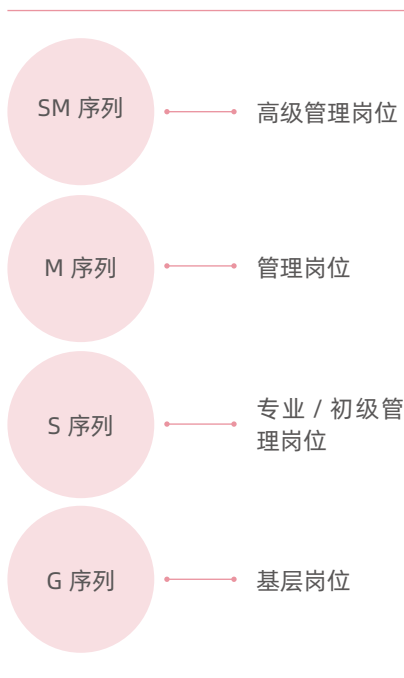 SM 序列
高级管理岗位
M 序列
管理岗位
S 序列
专业 / 初级管
理岗位
G 序列
基层岗位